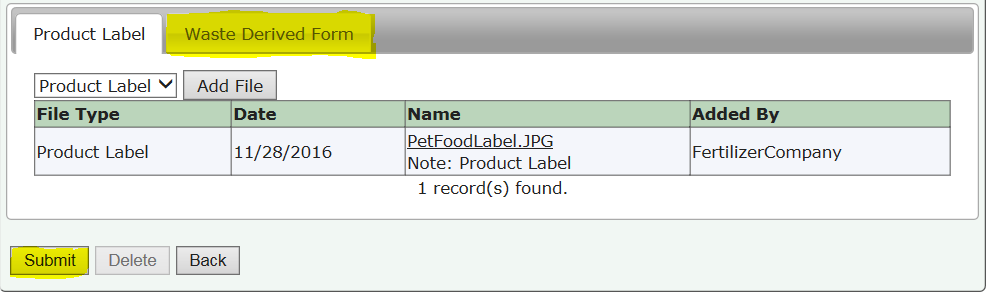 Product Label Waste Derived Form
Product Label Add File
File Type Date Name Added By
Product Label 11/28/2016 PetFoodLabel.JPG FertilizerCompany
Note: Product Label
1 record(s) found.
Submit Delete Back